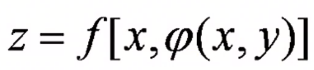 z = f[x,φ(x, y)]